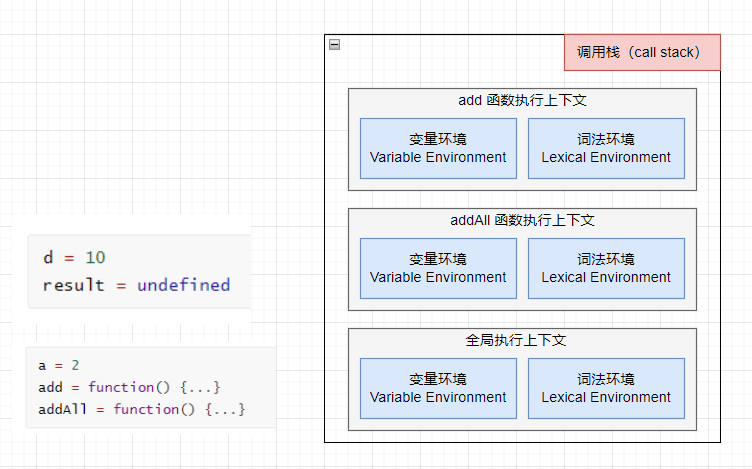 调用栈（call stack）
add 函数执行上下文
变量环境
Variable Environment
词法环境
Lexical Environment
addAll 函数执行上下文
变量环境
Variable Environment
词法环境
Lexical Environment
d = 10
result = undefined
全局执行上下文
变量环境
Variable Environment
词法环境
Lexical Environment
a = 2
add = function() {...}
addAll = function() {...}